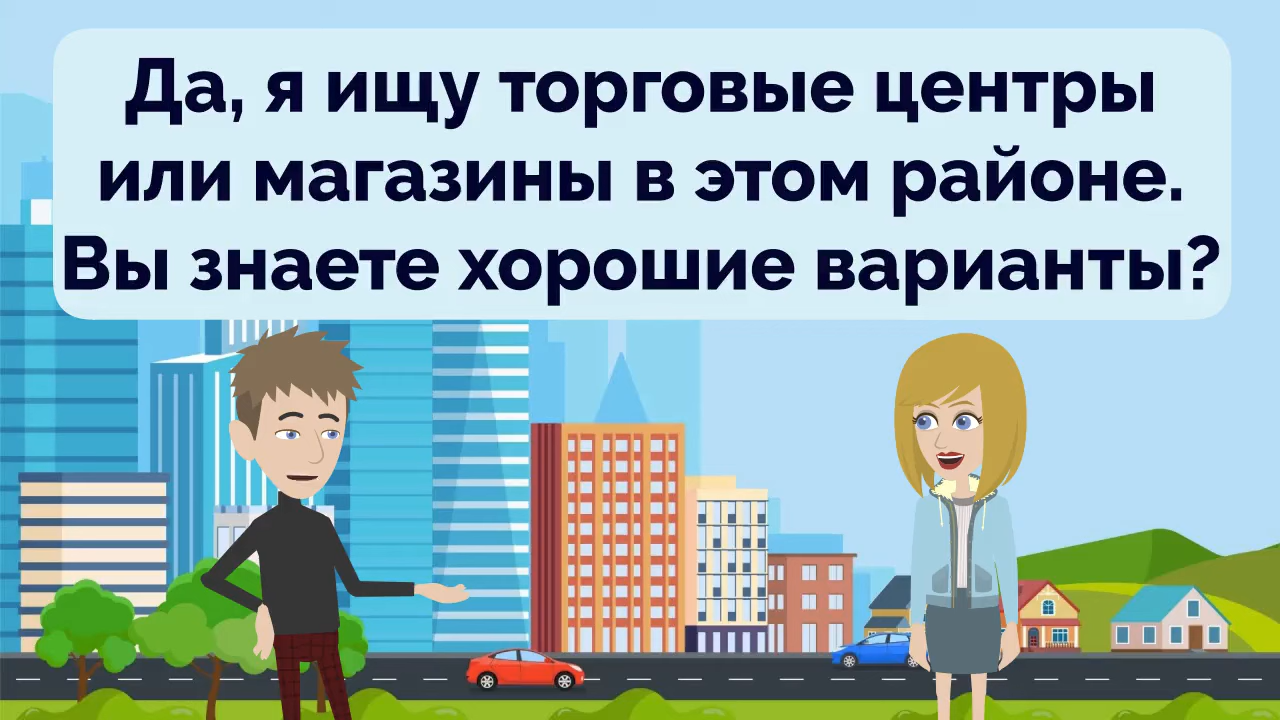 Да, я ищу торговые центры
или магазины в этом районе.
Вы знаете хорошие варианты?